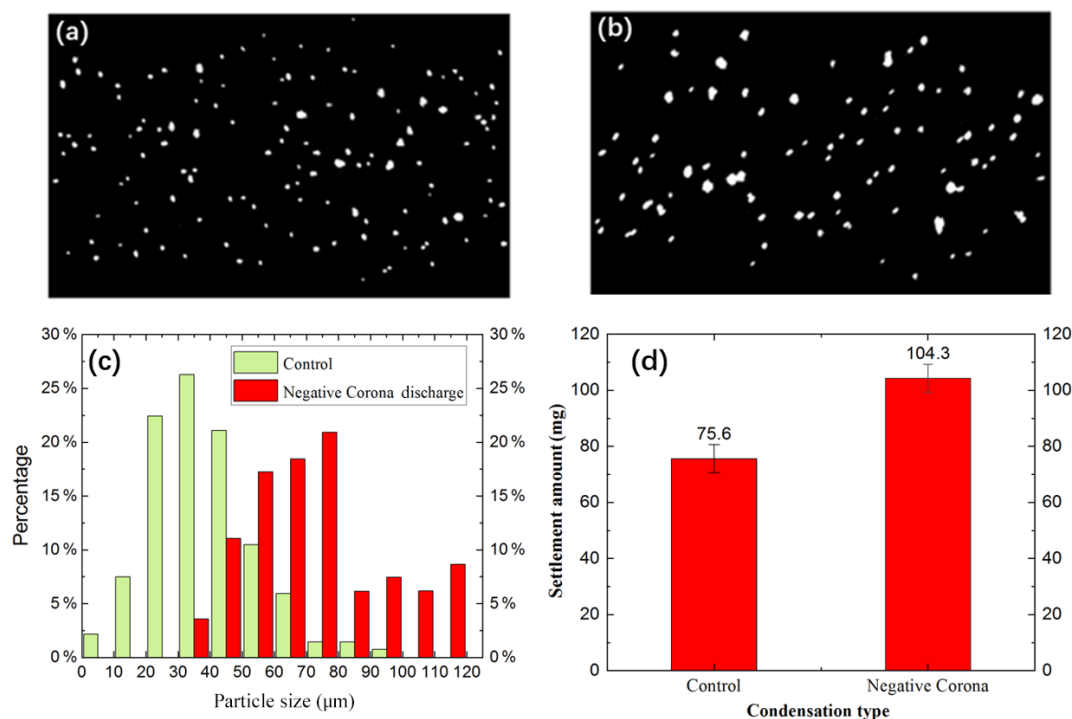 (a)
(b)
(c)
30 %
25 %
20 %
15 %
10 %
5 %
0 %
Percentage
Control
Negative Corona discharge
30 %
25 %
20 %
15 %
10 %
5 %
0 %
0 10 20 30 40 50 60 70 80 90 100 110 120
Particle size (μm)
(d)
120
100
80
60
40
20
0
Settlement amount (mg)
75.6
104.3
120
100
80
60
40
20
0
Control Negative Corona
Condensation type